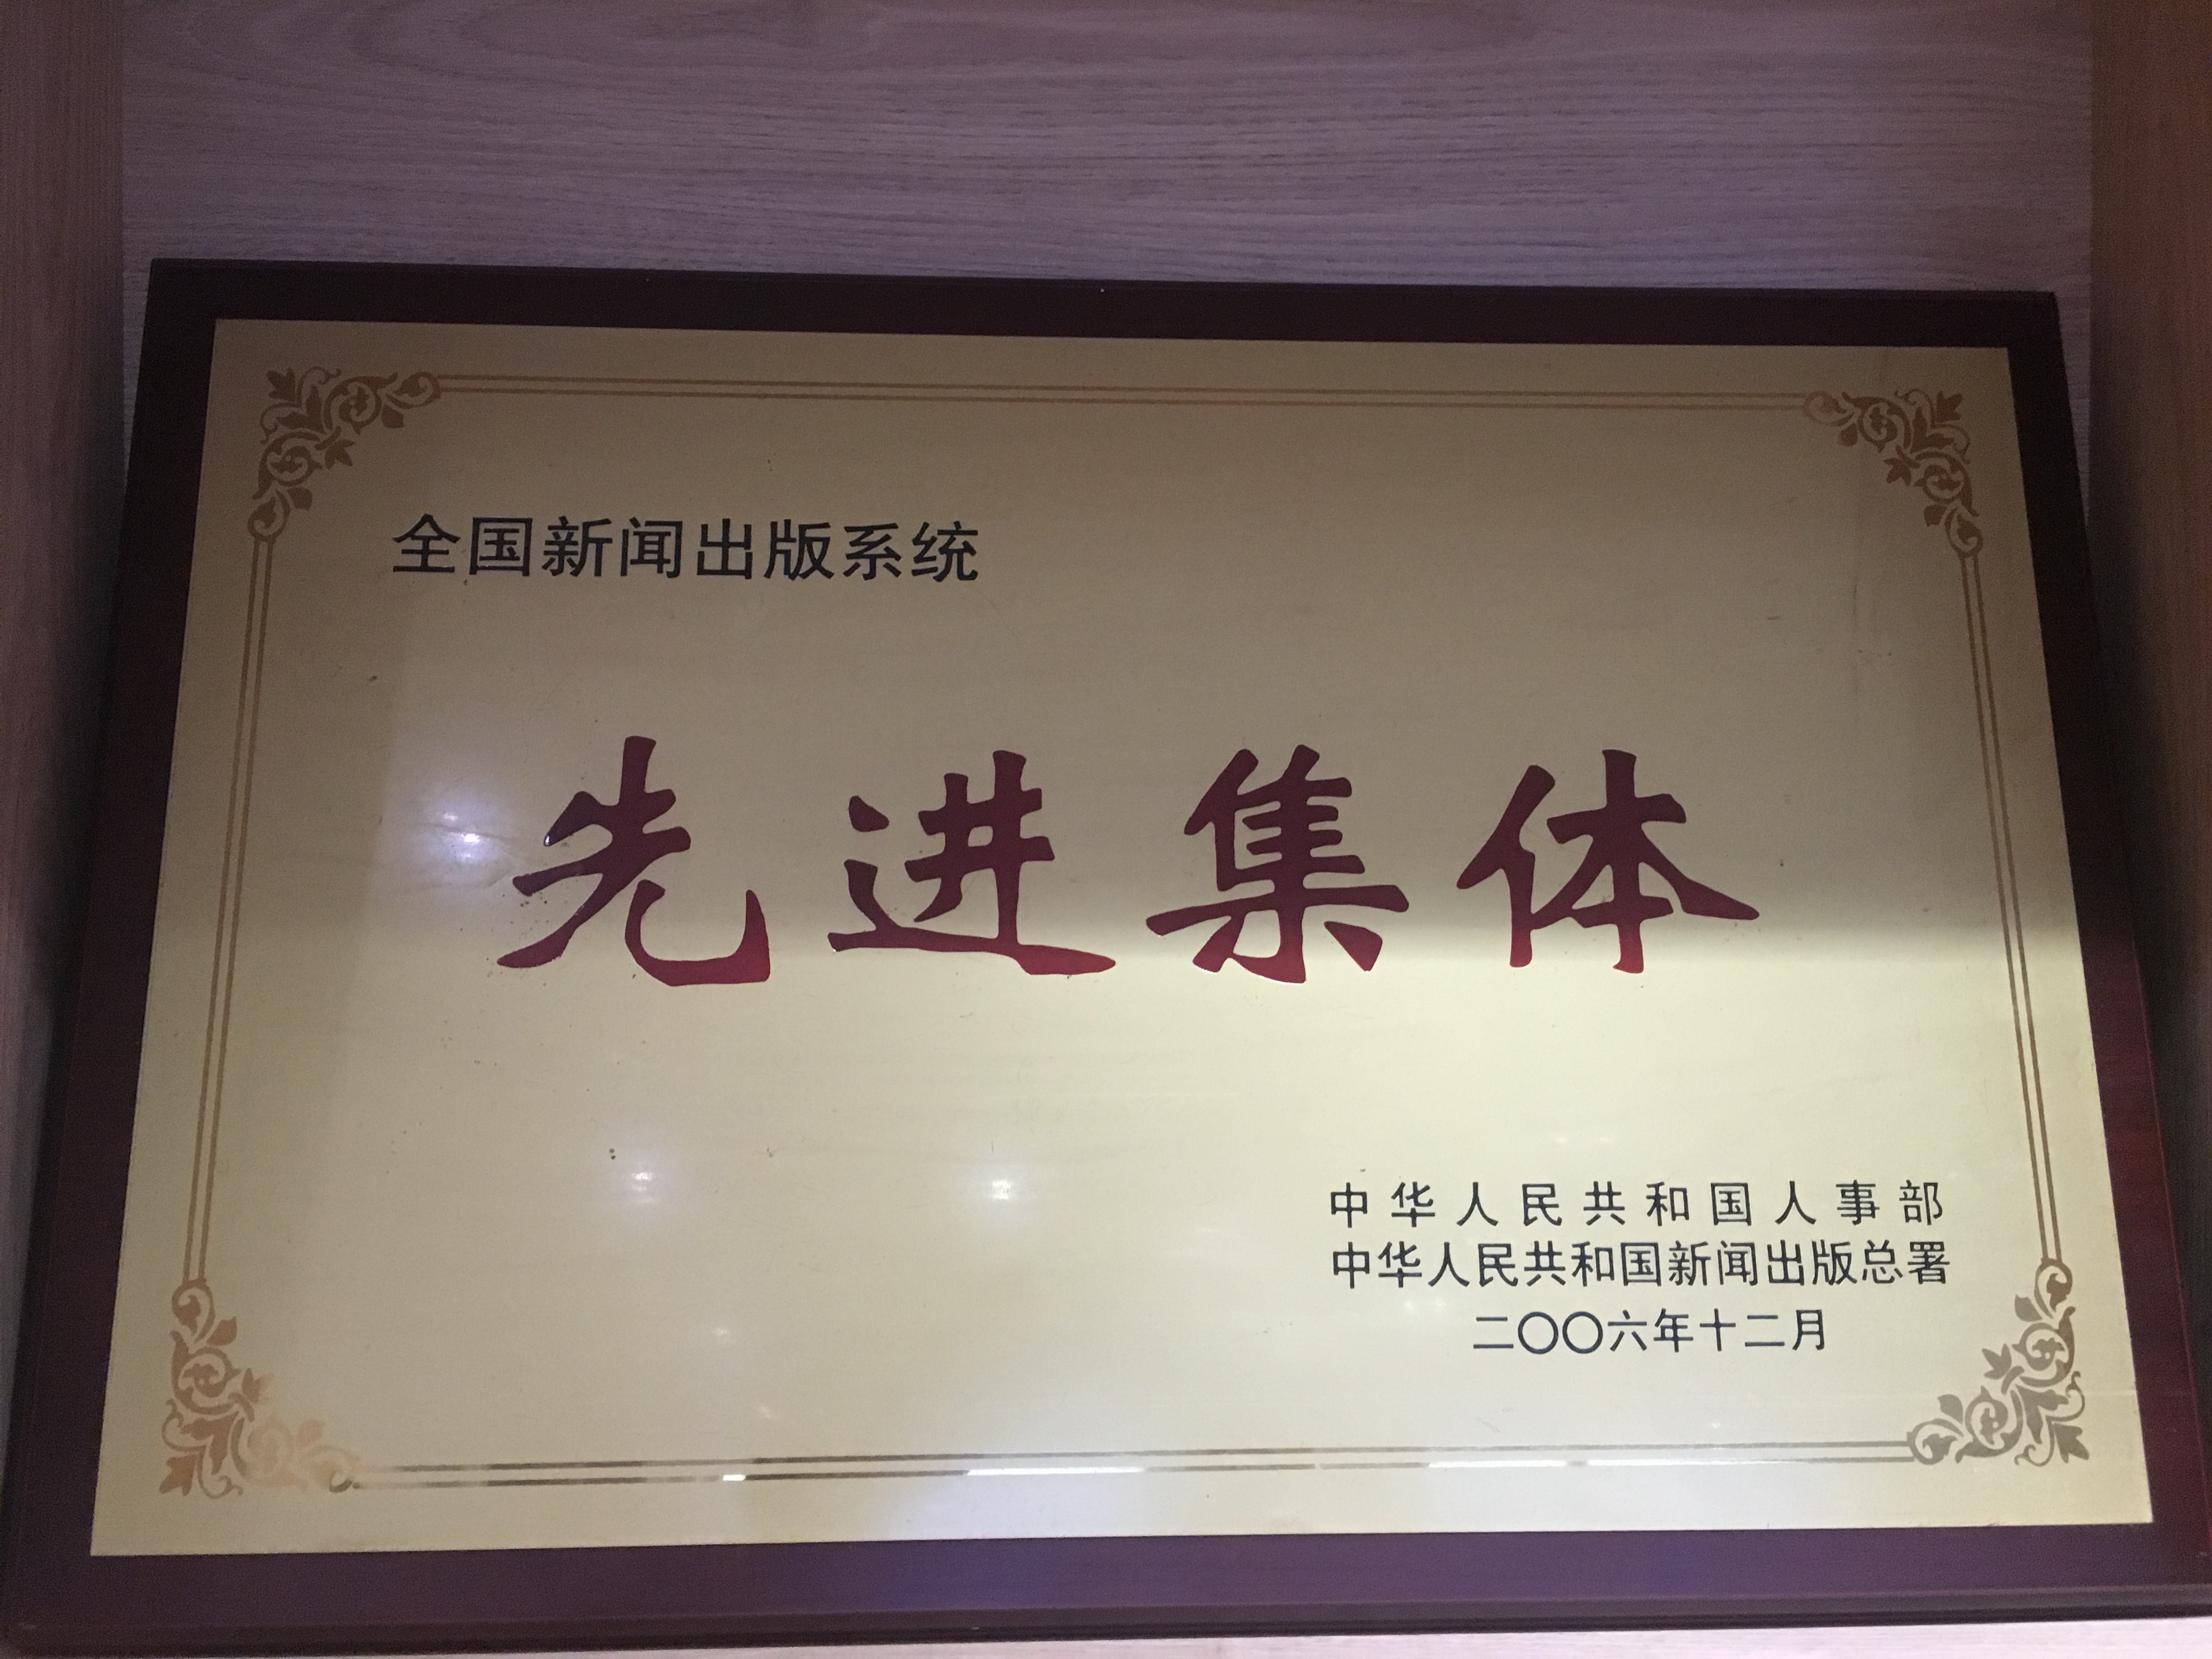 全国新闻出版系统
先进集体
中华人民共和国人事部
中华人民共和国新闻出版总署
二〇〇六年十二月